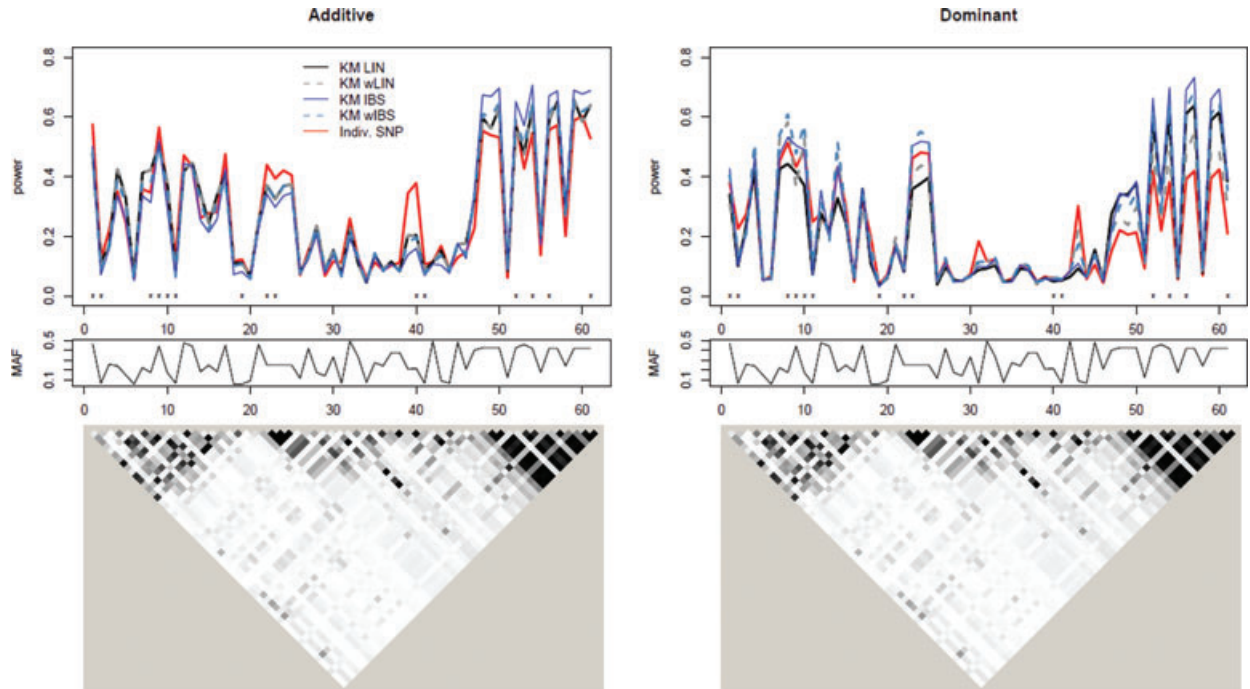 Additive
power
0.8
0.6
0.4
0.2
0.0
KM LIN
KM wLIN
KM IBS
KM wIBS
Indiv. SNP
0 10 20 30 40 50 60
MAF
0.5
0.1
0 10 20 30 40 50 60
Dominant
power
0.8
0.6
0.4
0.2
0.0
0 10 20 30 40 50 60
MAF
0.5
0.1
0 10 20 30 40 50 60